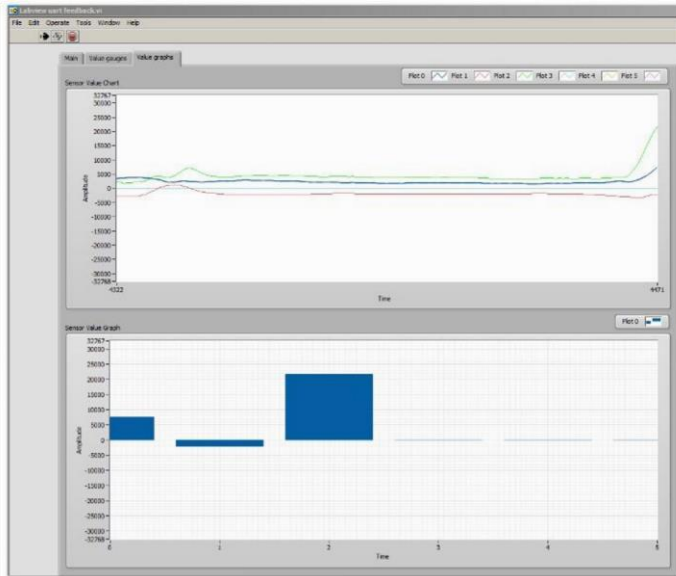 Labview uart feedback.vi
File Edit Operate Tools Window Help
Main Value gauges Value graphs
Sensor Value Chart
Plot 0 Plot 1 Plot 2 Plot 3 Plot 4 Plot 5
32767
30000
25000
20000
15000
10000
5000
0
-5000
-10000
-15000
-20000
-25000
-30000
-32768
Amplitude
4322
4471
Time
Plot 0
Sensor Value Graph
32767
30000
25000
20000
15000
10000
5000
0
-5000
-10000
-15000
-20000
-25000
-30000
-32768
Amplitude
0 1 2 3 4 5
Time